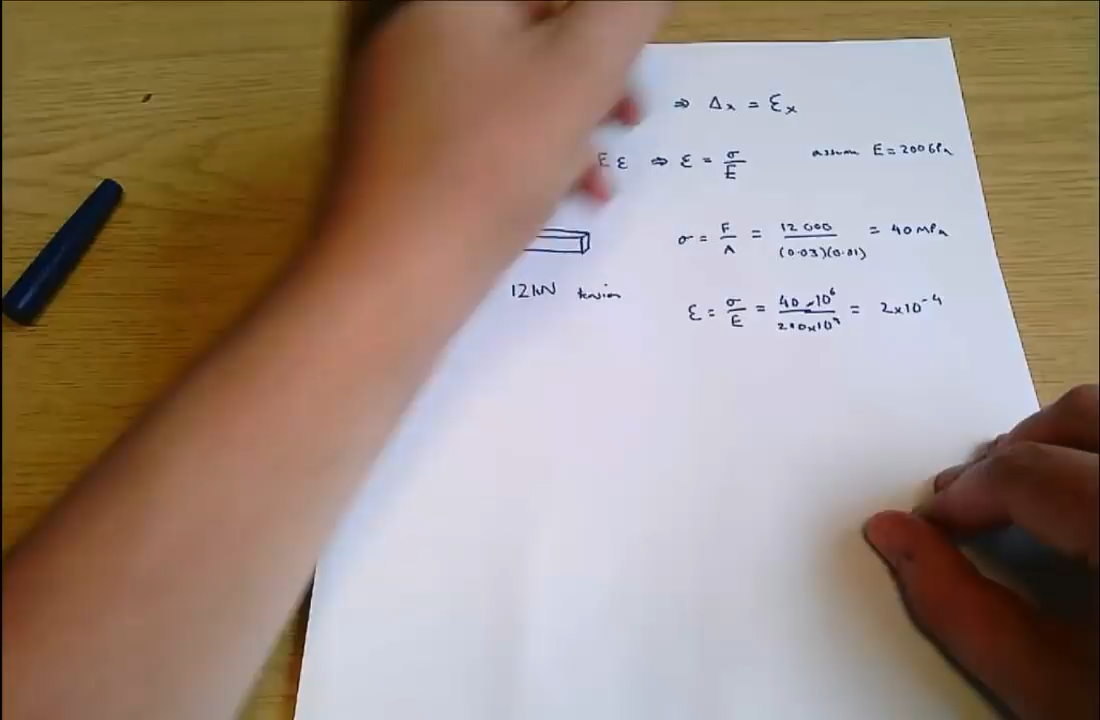 ⇒ Δx = εx
Eε ⇒ ε = σ/E
assume E = 200GPa
σ = F/A = 12 000/(0.03)(0.01) = 40 MPa
12kN tension
ε = σ/E = 40×10⁶/200×10⁹ = 2×10⁻⁴